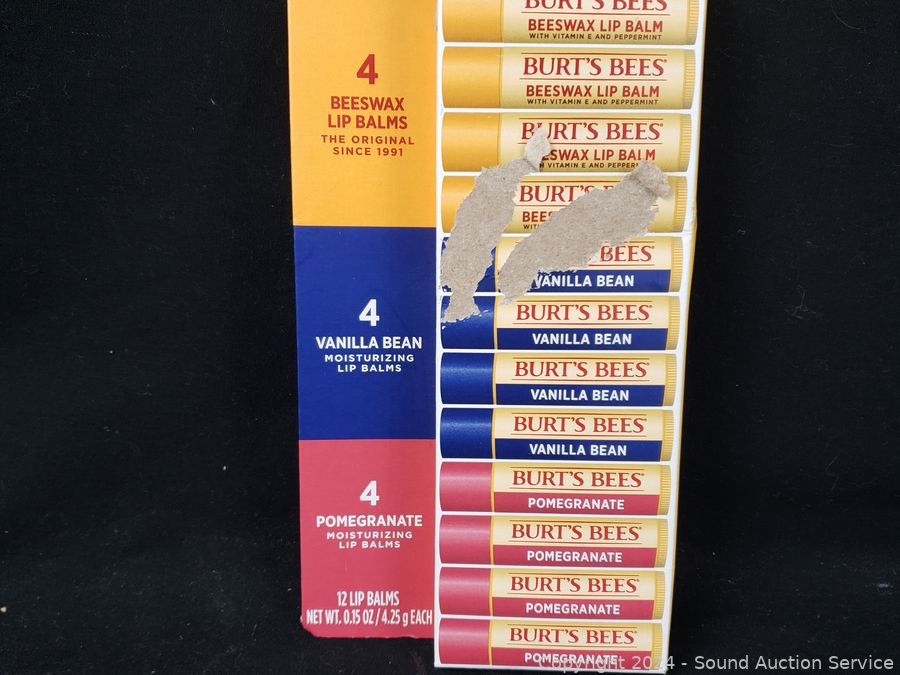 4
BEESWAX
LIP BALMS
THE ORIGINAL
SINCE 1991
4
VANILLA BEAN
MOISTURIZING
LIP BALMS
4
POMEGRANATE
MOISTURIZING
LIP BALMS
12 LIP BALMS
NET WT. 0.15 OZ / 4.25 g EACH
BURT'S BEES
BEESWAX LIP BALM
WITH VITAMIN E AND PEPPERMINT
BURT'S BEES®
BEESWAX LIP BALM
WITH VITAMIN E AND PEPPERMINT
BURT'S BEES®
LIP BALM
VITAMIN E AND PEPPERMINT
BEES
VANILLA BEAN
BURT'S BEES®
VANILLA BEAN
BURT'S BEES®
VANILLA BEAN
BURT'S BEES®
VANILLA BEAN
BURT'S BEES®
POMEGRANATE
BURT'S BEES®
POMEGRANATE
BURT'S BEES®
POMEGRANATE
BURT'S BEES®
POMEGRANATE
Copyright 2024 - Sound Auction Service